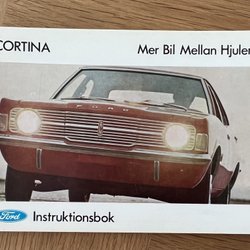 CORTINA Mer Bil Mellan Hjulen
FORD
Ford Instruktionsbok